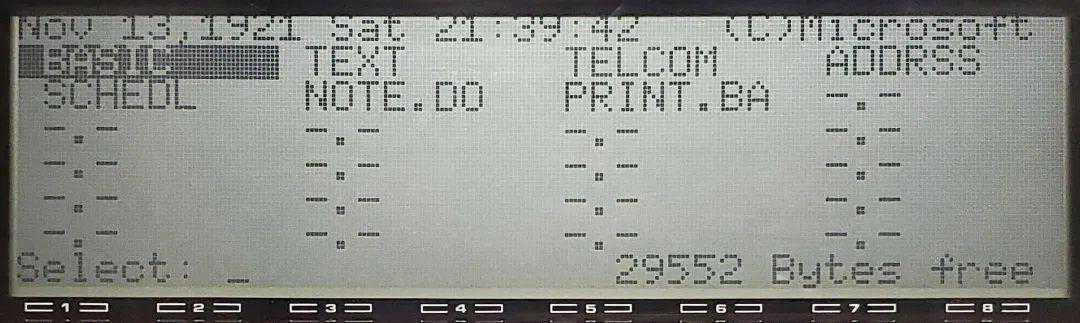 Nov 13,1921 Sat 21:39:42 (C)Microsoft
BASIC TEXT TELCOM ADDRSS
SCHEDL NOTE.DO PRINT.BA -.-
-.- -.- -.- -.-
-.- -.- -.- -.-
-.- -.- -.- -.-
-.- -.- -.- -.-
Select: _ 29552 Bytes free
1 2 3 4 5 6 7 8